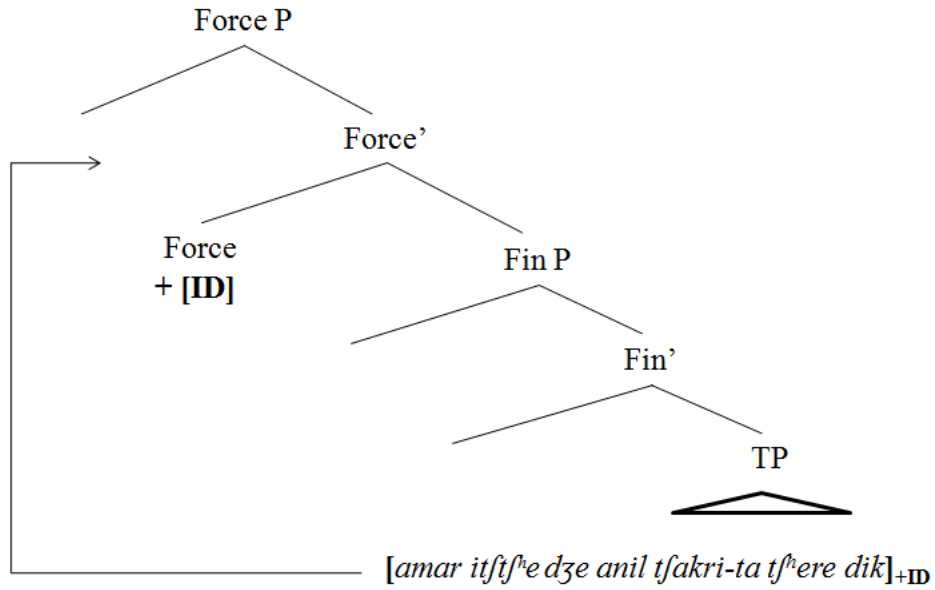 Force P
Force’
Force
+ [ID]
Fin P
Fin’
TP
[amar itʃtʃʰe dʒe anil tʃakri-ta tʃʰere dik]+ID